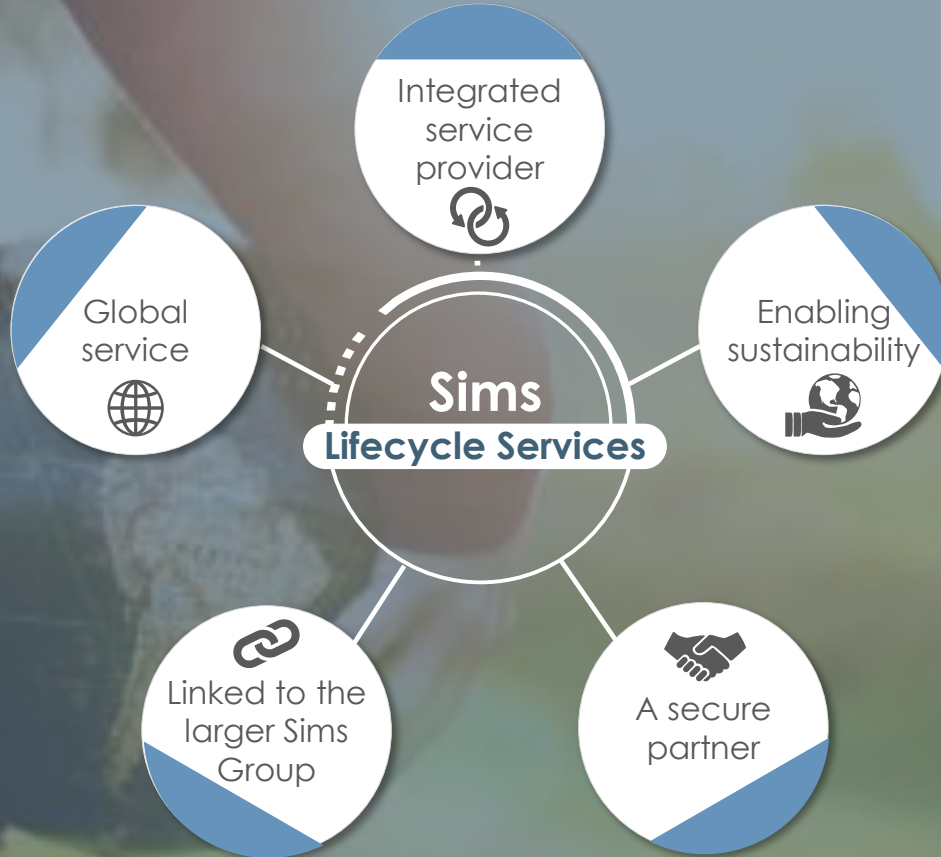 Integrated
service
provider
Global
service
Enabling
sustainability
Sims
Lifecycle Services
Linked to the
larger Sims
Group
A secure
partner